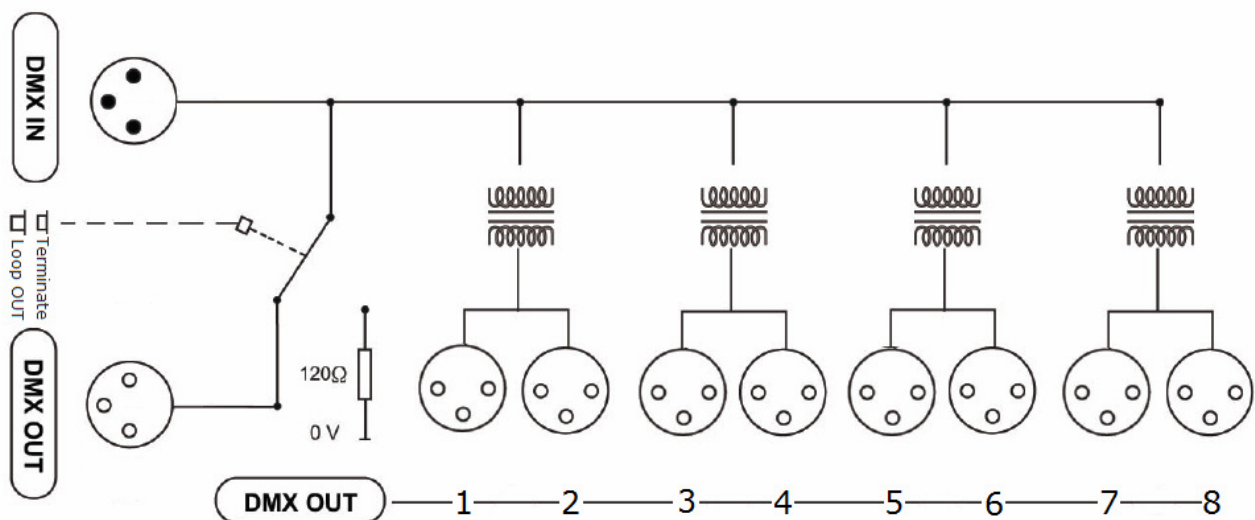 DMX IN
Terminate
Loop OUT
DMX OUT
120Ω
0 V
DMX OUT 1 2 3 4 5 6 7 8